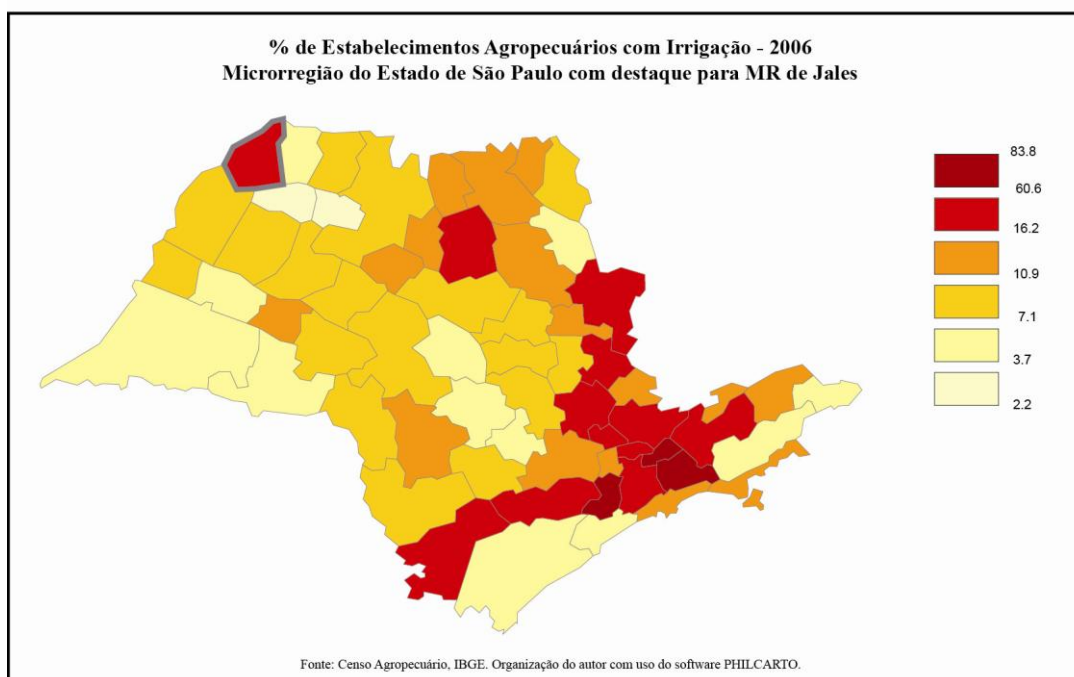 % de Estabelecimentos Agropecuários com Irrigação - 2006
Microrregião do Estado de São Paulo com destaque para MR de Jales
83.8
60.6
16.2
10.9
7.1
3.7
2.2
Fonte: Censo Agropecuário, IBGE. Organização do autor com uso do software PHILCARTO.